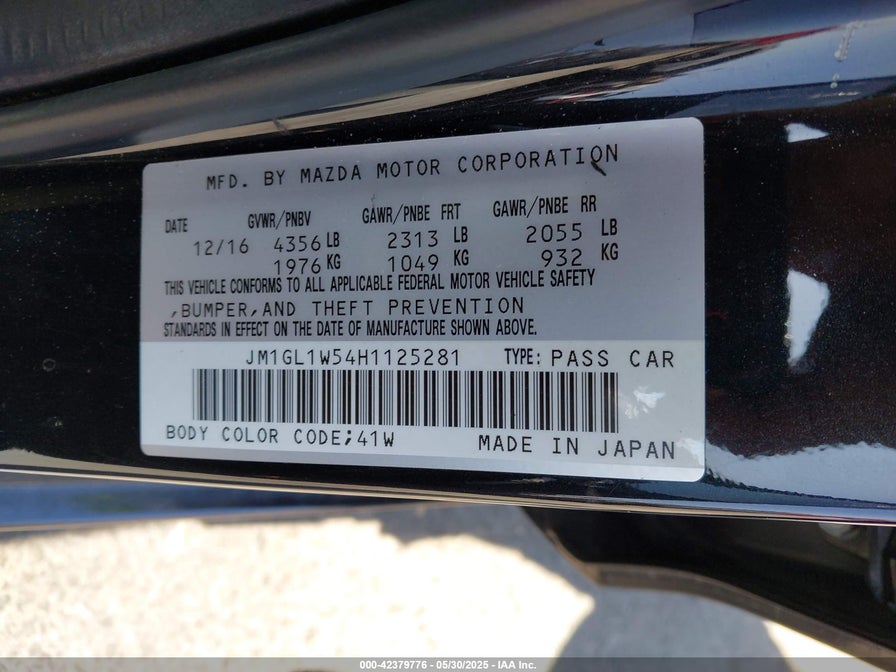 MFD. BY MAZDA MOTOR CORPORATION
DATE GVWR/PNBV GAWR/PNBE FRT GAWR/PNBE RR
12/16 4356 LB 2313 LB 2055 LB
1976 KG 1049 KG 932 KG
THIS VEHICLE CONFORMS TO ALL APPLICABLE FEDERAL MOTOR VEHICLE SAFETY
,BUMPER,AND THEFT PREVENTION
STANDARDS IN EFFECT ON THE DATE OF MANUFACTURE SHOWN ABOVE.
JM1GL1W54H1125281 TYPE: PASS CAR
BODY COLOR CODE;41W MADE IN JAPAN
000-42379776 — 05/30/2025 — IAA Inc.